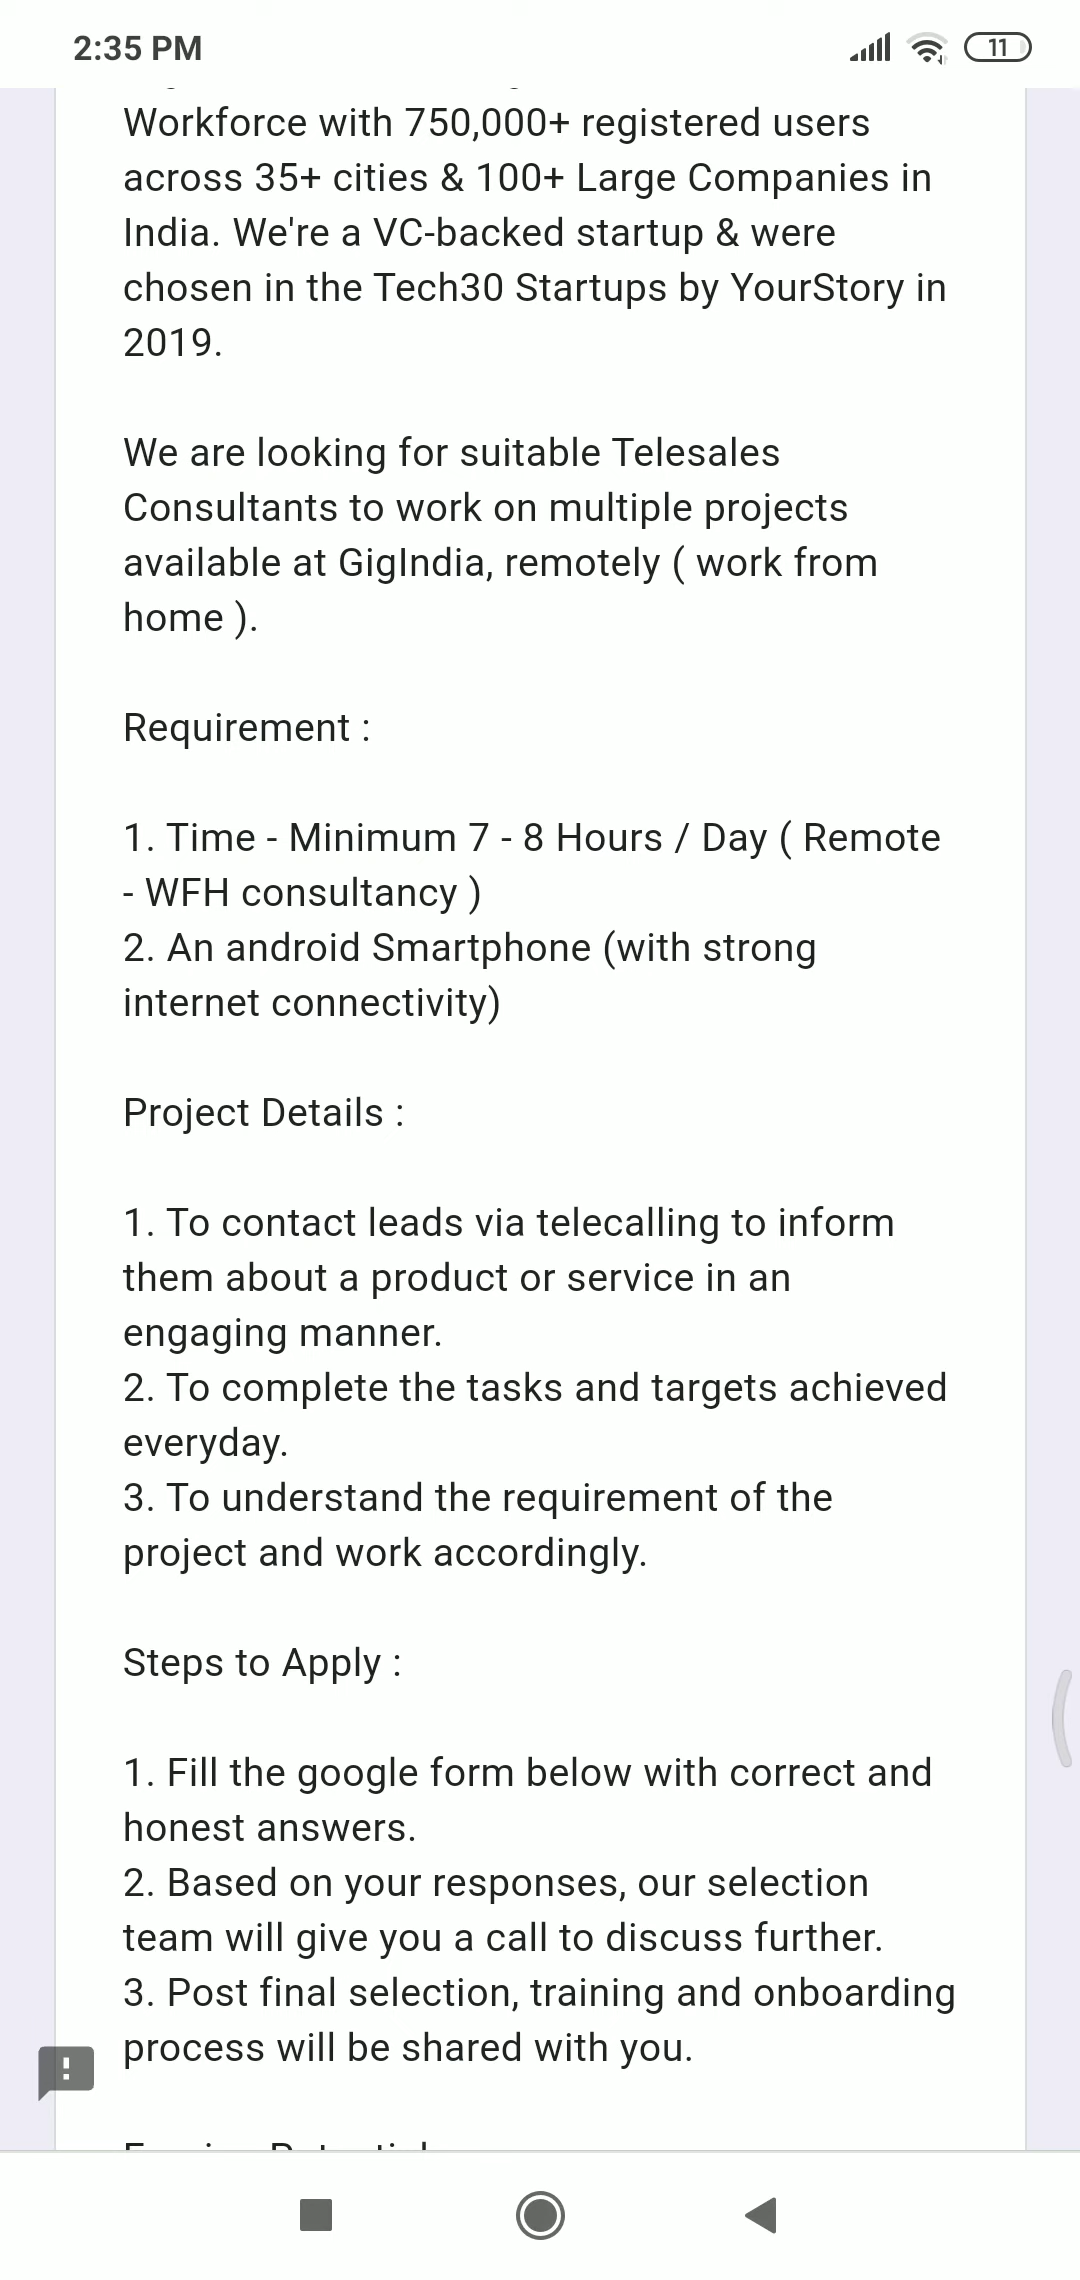 2:35 PM
11
Workforce with 750,000+ registered users
across 35+ cities & 100+ Large Companies in
India. We're a VC-backed startup & were
chosen in the Tech30 Startups by YourStory in
2019.
We are looking for suitable Telesales
Consultants to work on multiple projects
available at GigIndia, remotely ( work from
home ).
Requirement :
1. Time - Minimum 7 - 8 Hours / Day ( Remote
- WFH consultancy )
2. An android Smartphone (with strong
internet connectivity)
Project Details :
1. To contact leads via telecalling to inform
them about a product or service in an
engaging manner.
2. To complete the tasks and targets achieved
everyday.
3. To understand the requirement of the
project and work accordingly.
Steps to Apply :
1. Fill the google form below with correct and
honest answers.
2. Based on your responses, our selection
team will give you a call to discuss further.
3. Post final selection, training and onboarding
process will be shared with you.